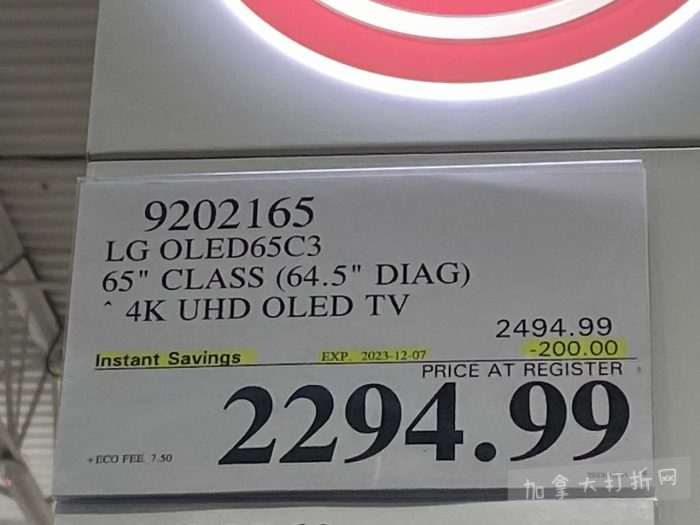 9202165
LG OLED65C3
65" CLASS (64.5" DIAG)
^ 4K UHD OLED TV
2494.99
Instant Savings EXP. 2023-12-07 -200.00
PRICE AT REGISTER
2294.99
+ECO FEE 7.50
加拿大打折网